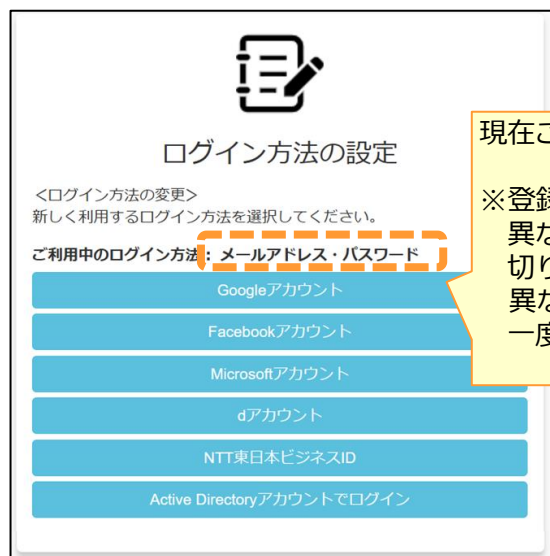 ログイン方法の設定
<ログイン方法の変更>
新しく利用するログイン方法を選択してください。
ご利用中のログイン方法：メールアドレス・パスワード
Googleアカウント
Facebookアカウント
Microsoftアカウント
dアカウント
NTT東日本ビジネスID
Active Directoryアカウントでログイン
現在こ
※登録
異な
切り
異な
一度